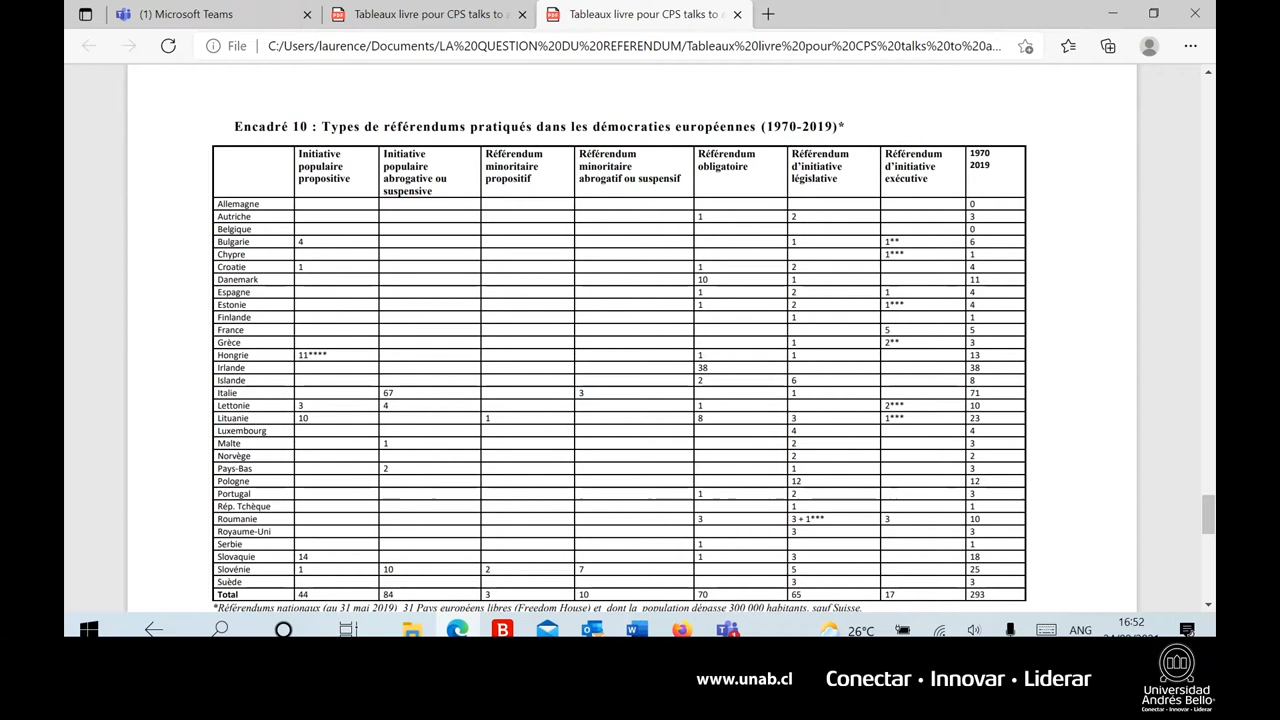 (1) Microsoft Teams
Tableaux livre pour CPS talks to a
Tableaux livre pour CPS talks to a
File C:/Users/laurence/Documents/LA%20QUESTION%20DU%20REFERENDUM/Tableaux%20livre%20pour%20CPS%20talks%20to%20a...
Encadré 10 : Types de référendums pratiqués dans les démocraties européennes (1970-2019)*
Initiative populaire propositive | Initiative populaire abrogative ou suspensive | Référendum minoritaire propositif | Référendum minoritaire abrogatif ou suspensif | Référendum obligatoire | Référendum d'initiative législative | Référendum d'initiative exécutive | 1970 2019
Allemagne 0
Autriche 1 2 3
Belgique 0
Bulgarie 4 1 1** 6
Chypre 1*** 1
Croatie 1 1 2 4
Danemark 10 1 11
Espagne 1 2 1 4
Estonie 1 2 1*** 4
Finlande 1 1
France 5 5
Grèce 1 2** 3
Hongrie 11**** 1 1 13
Irlande 38 38
Islande 2 6 8
Italie 67 3 1 71
Lettonie 3 4 1 2*** 10
Lituanie 10 1 8 3 1*** 23
Luxembourg 4 4
Malte 1 2 3
Norvège 2 2
Pays-Bas 2 1 3
Pologne 12 12
Portugal 1 2 3
Rép. Tchèque 1 1
Roumanie 3 3 + 1*** 3 10
Royaume-Uni 3 3
Serbie 1 1
Slovaquie 14 1 3 18
Slovénie 1 10 2 7 5 25
Suède 3 3
Total 44 84 3 10 70 65 17 293
*Référendums nationaux (au 31 mai 2019) 31 Pays européens libres (Freedom House) et dont la population dépasse 300 000 habitants, sauf Suisse.
26°C ANG 16:52
www.unab.cl Conectar · Innovar · Liderar
Universidad
Andrés Bello
Conectar · Innovar · Liderar